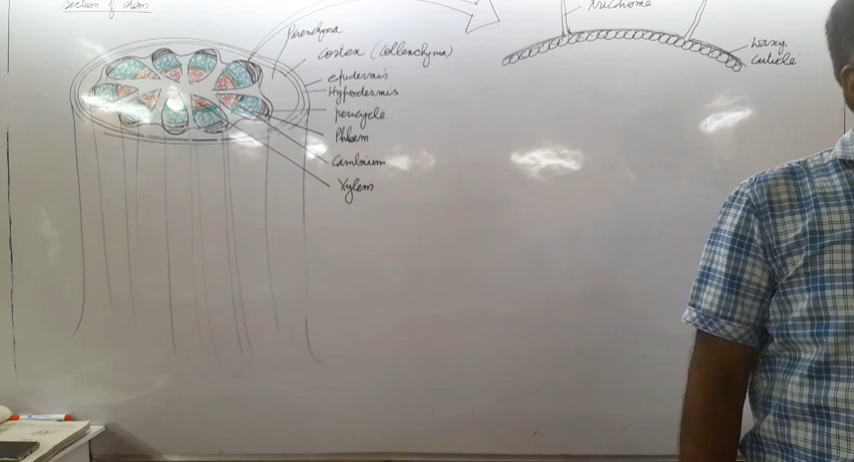 Section of stem
Trichome
Parenchyma
Cortex (Collenchyma)
Waxy
Cuticle
epidermis
Hypodermis
pericycle
Phloem
Cambium
Xylem